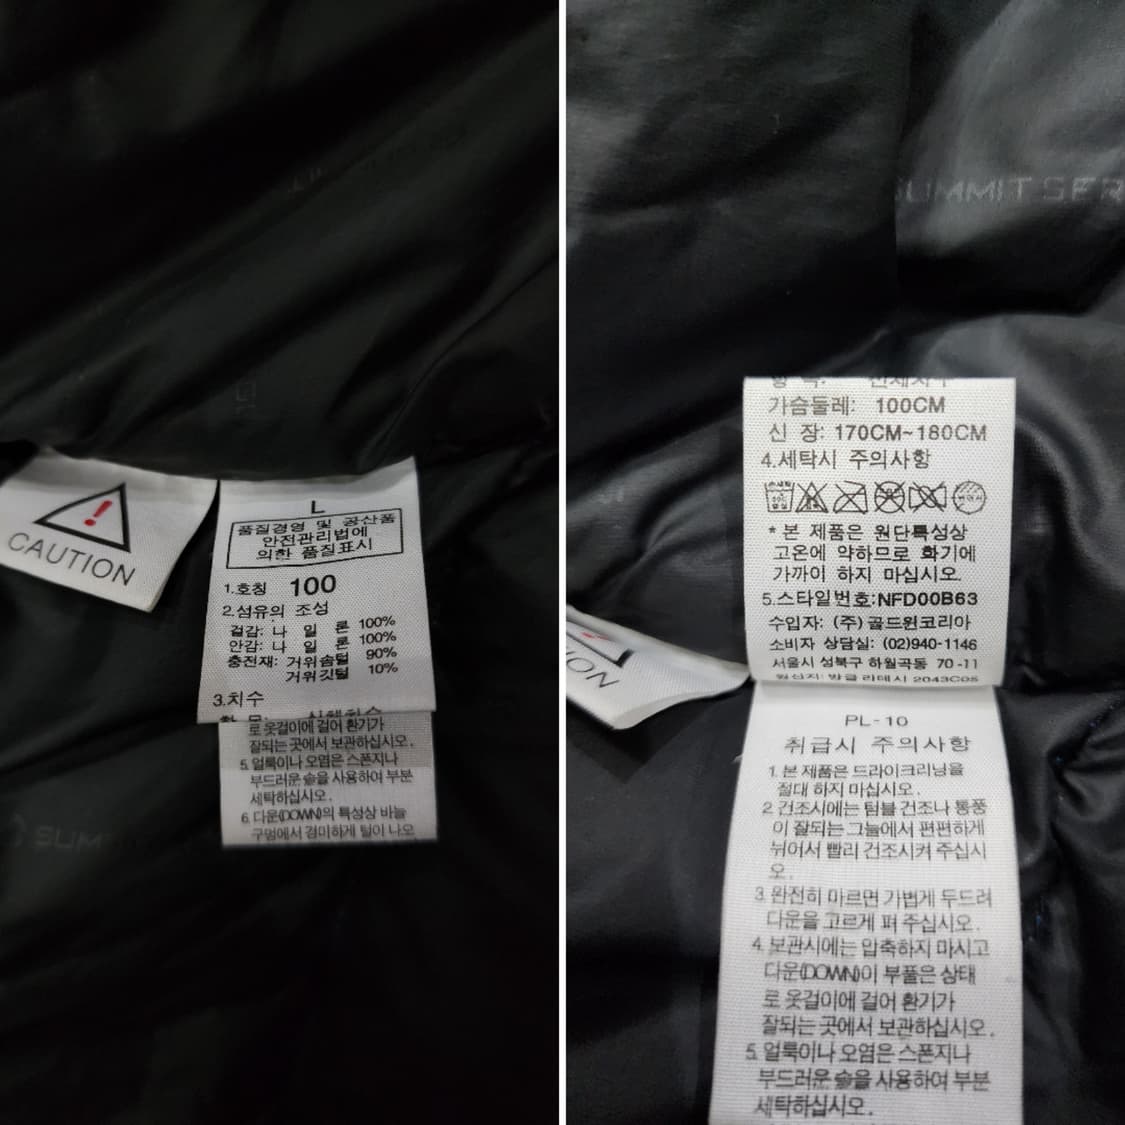 CAUTION
L
품질경영 및 공산품
안전관리법에
의한 품질표시
1.호칭 100
2.섬유의 조성
겉감: 나 일 론 100%
안감: 나 일 론 100%
충전재: 거위솜털 90%
거위깃털 10%
3.치수
로 옷걸이에 걸어 환기가
잘되는 곳에서 보관하십시오.
5. 얼룩이나 오염은 스폰지나
부드러운 솔을 사용하여 부분
세탁하십시오.
6. 다운(DOWN)의 특성상 바늘
구멍에서 경미하게 털이 나오
SUMMIT SER
가슴둘레: 100CM
신 장: 170CM~180CM
4.세탁시 주의사항
* 본 제품은 원단특성상
고온에 약하므로 화기에
가까이 하지 마십시오.
5.스타일번호:NFD00B63
수입자: (주) 골드윈코리아
소비자 상담실: (02)940-1146
서울시 성북구 하월곡동 70-11
원산지: 방글라데시 2043C05
ION
PL-10
취급시 주의사항
1. 본 제품은 드라이크리닝을
절대 하지 마십시오.
2 건조시에는 텀블 건조나 통풍
이 잘되는 그늘에서 편편하게
뉘어서 빨리 건조시켜 주십시
오.
3. 완전히 마르면 가볍게 두드려
다운을 고르게 펴 주십시오.
4. 보관시에는 압축하지 마시고
다운(DOWN)이 부풀은 상태
로 옷걸이에 걸어 환기가
잘되는 곳에서 보관하십시오.
5. 얼룩이나 오염은 스폰지나
부드러운 솔을 사용하여 부분
세탁하십시오.